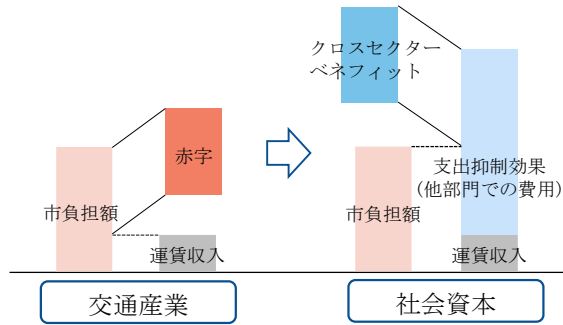 クロスセクター
ベネフィット
赤字
市負担額
運賃収入
支出抑制効果
(他部門での費用)
市負担額
運賃収入
交通産業
社会資本